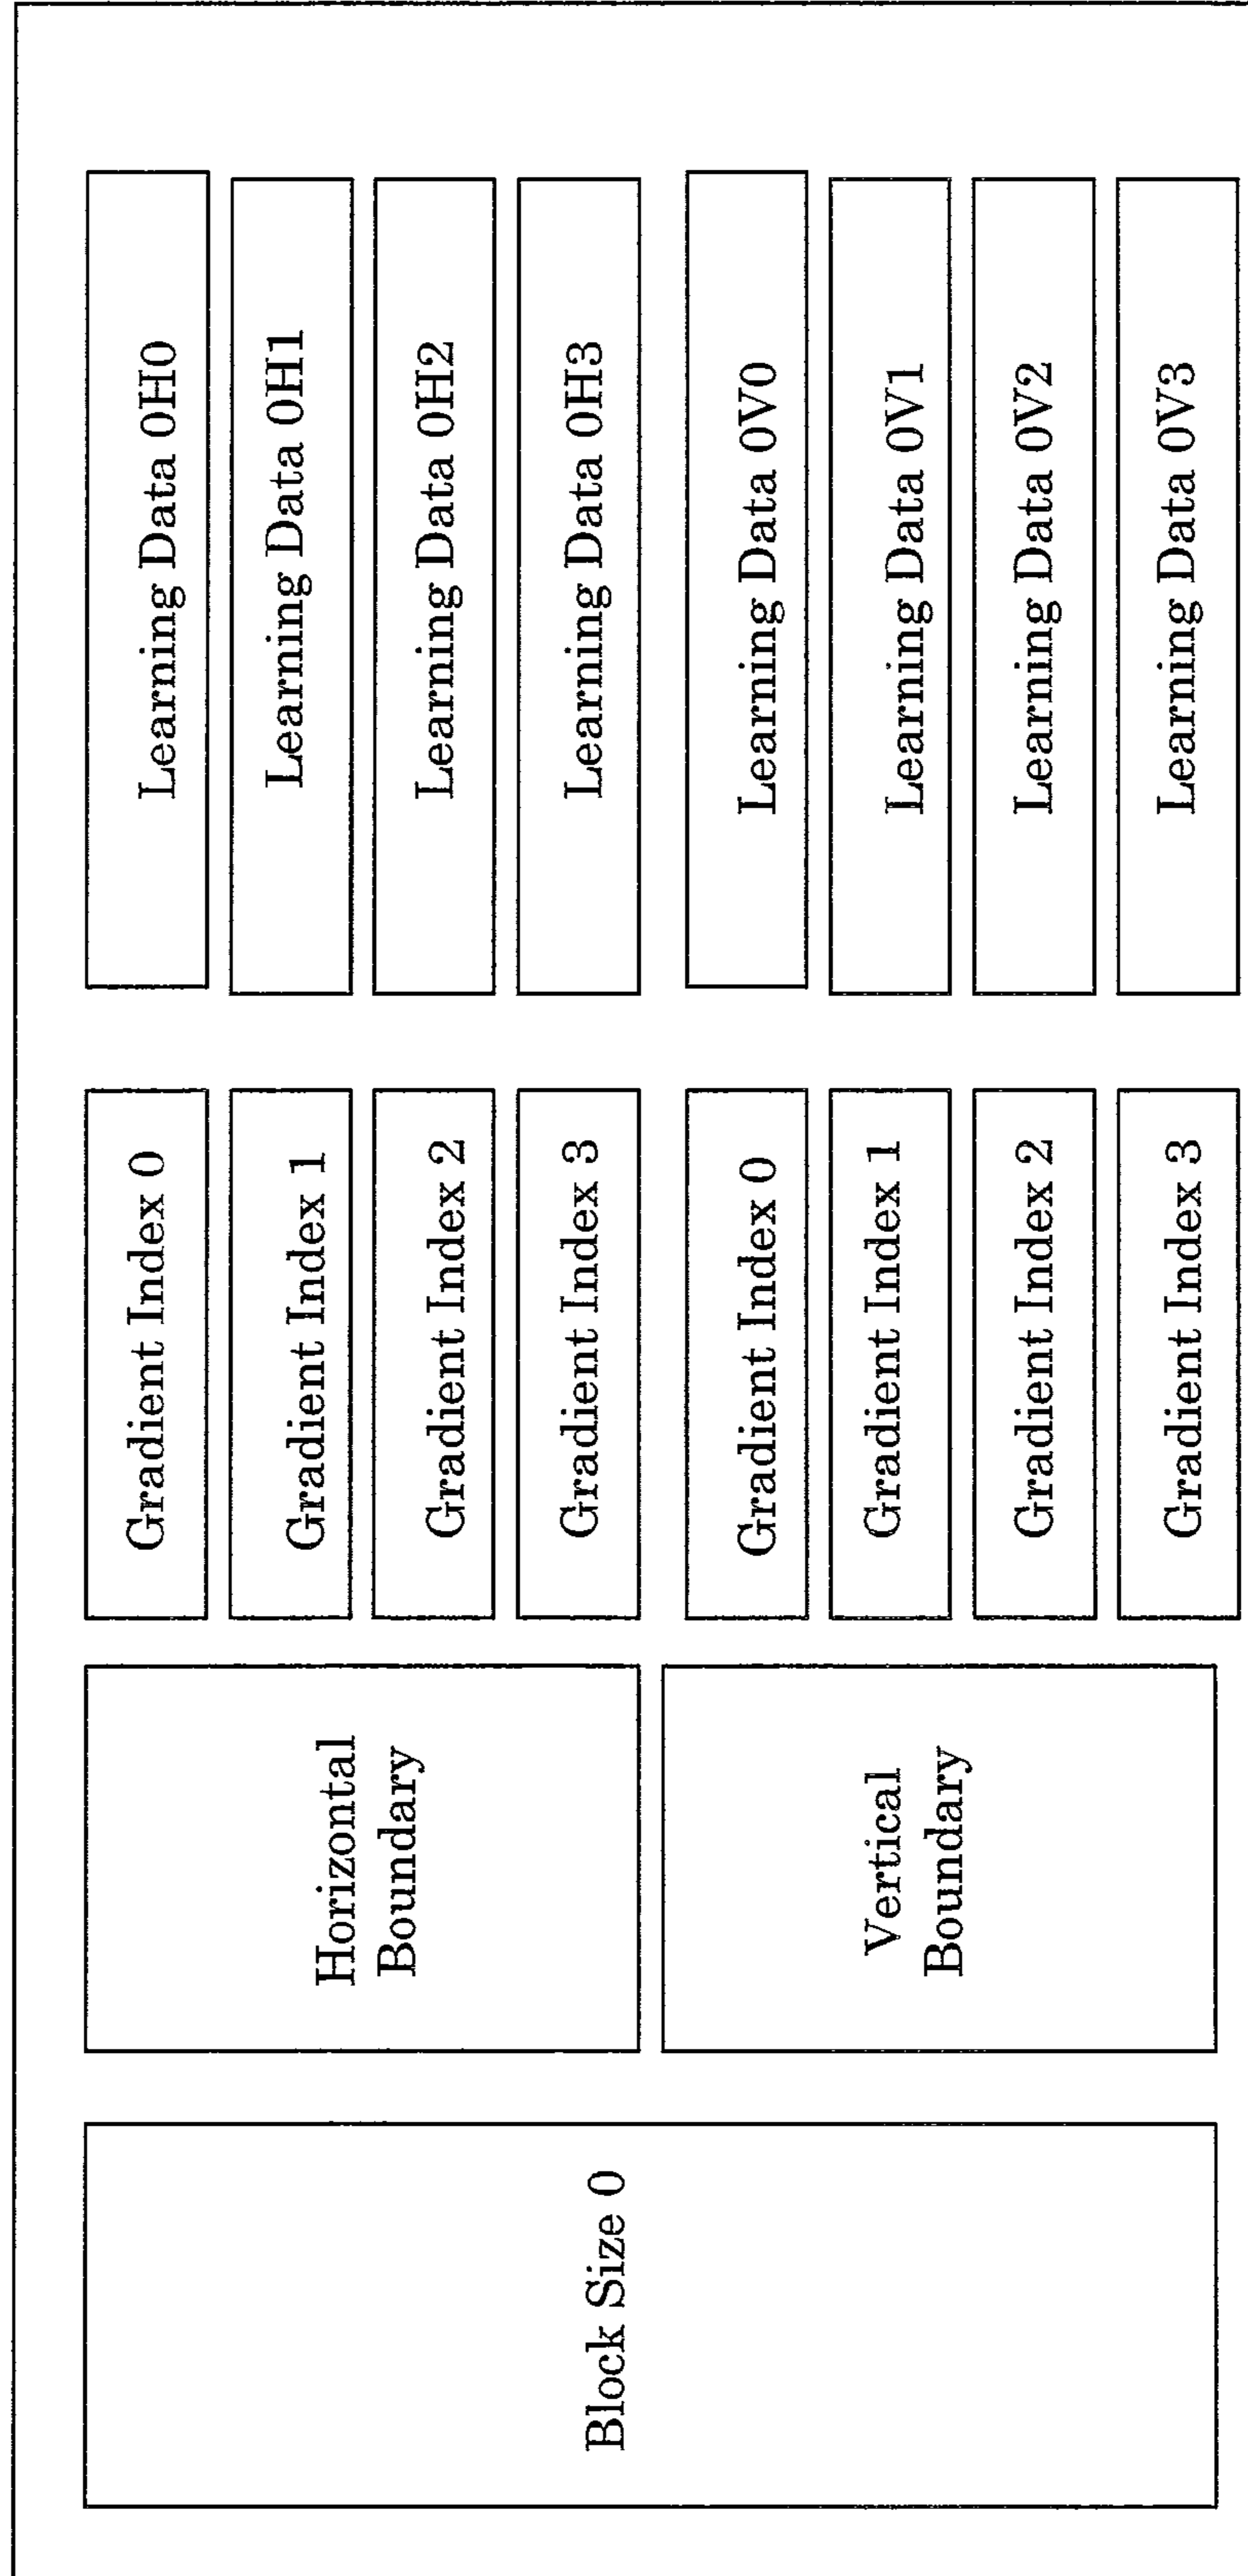 Block Size 0
Horizontal
Boundary
Gradient Index 0
Learning Data 0H0
Gradient Index 1
Learning Data 0H1
Gradient Index 2
Learning Data 0H2
Gradient Index 3
Learning Data 0H3
Vertical
Boundary
Gradient Index 0
Learning Data 0V0
Gradient Index 1
Learning Data 0V1
Gradient Index 2
Learning Data 0V2
Gradient Index 3
Learning Data 0V3